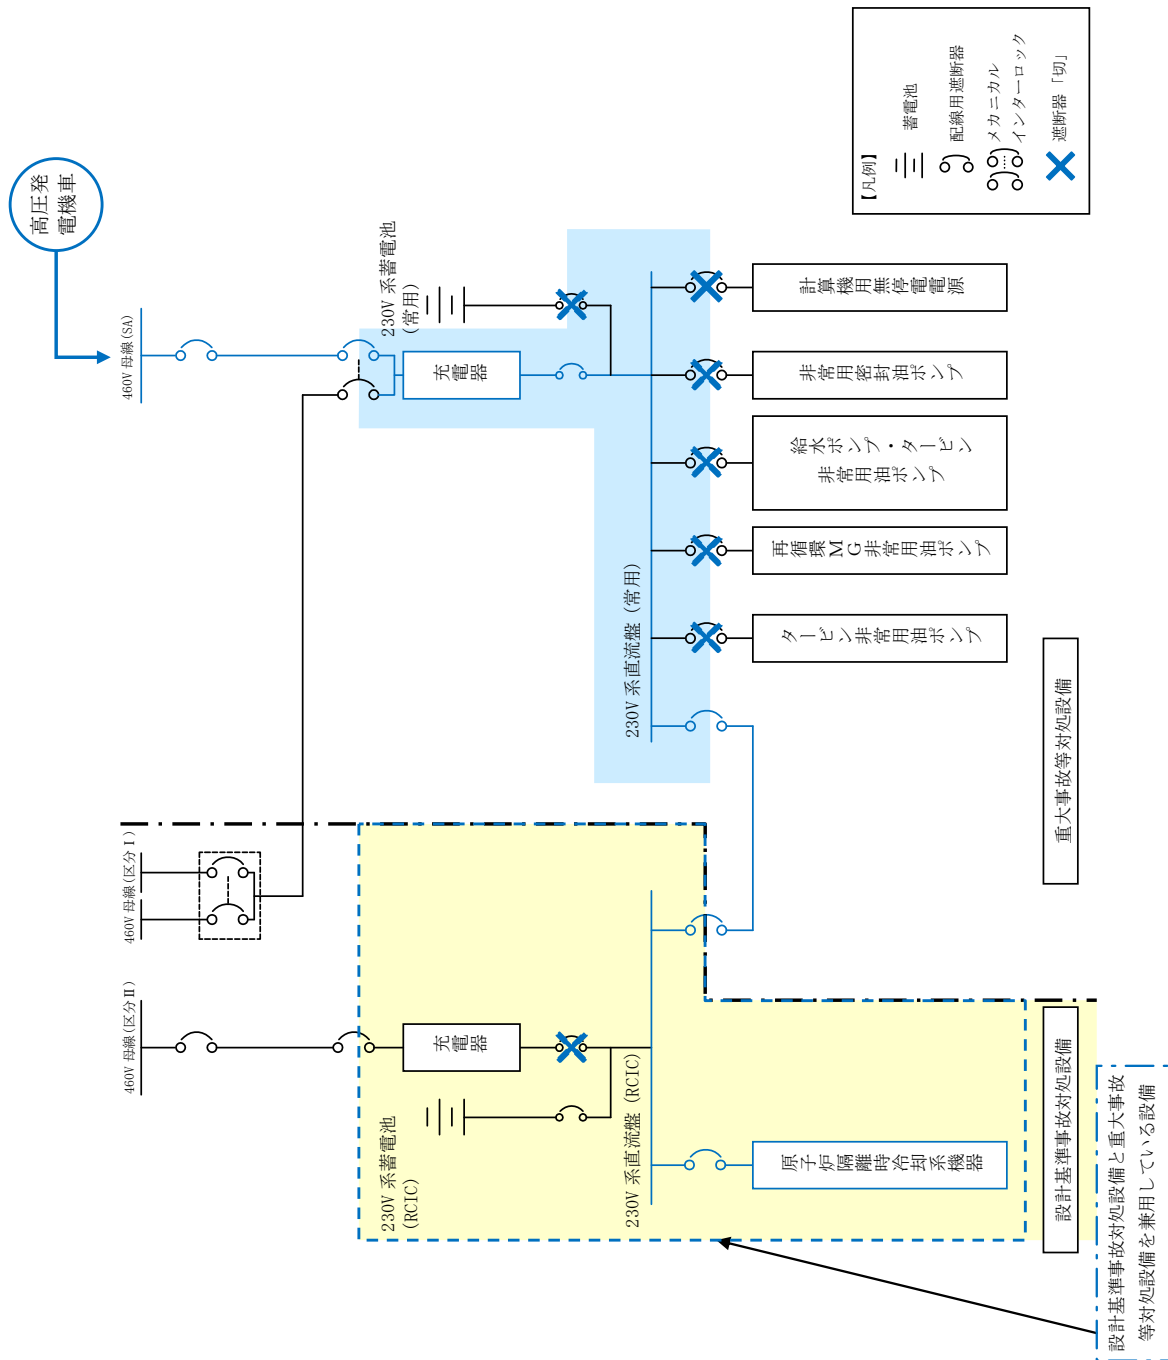 高圧発
電機車
460V 母線(SA)
230V 系蓄電池
(常用)
充電器
230V 系直流盤 (常用)
計算機用無停電電源
非常用密封油ポンプ
給水ポンプ・タービン
非常用油ポンプ
再循環MG非常用油ポンプ
タービン非常用油ポンプ
【凡例】
蓄電池
配線用遮断器
メカニカル
インターロック
遮断器「切」
重大事故等対処設備
460V 母線(区分Ⅰ)
460V 母線(区分Ⅱ)
充電器
230V 系蓄電池
(RCIC)
230V 系直流盤 (RCIC)
原子炉隔離時冷却系機器
設計基準事故対処設備
設計基準事故対処設備と重大事故
等対処設備を兼用している設備